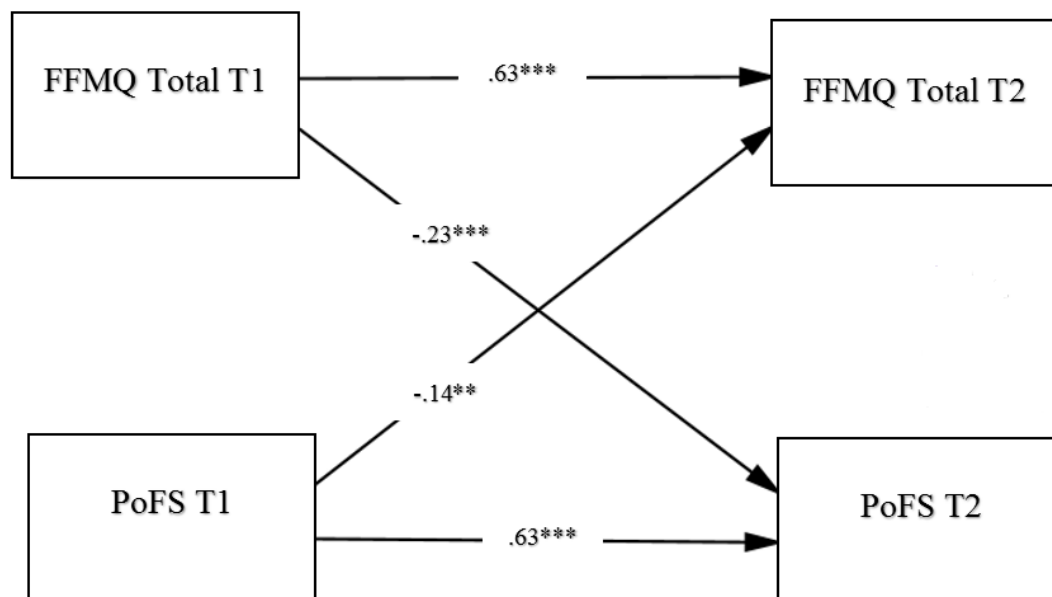 FFMQ Total T1
.63***
FFMQ Total T2
-.23***
-.14**
PoFS T1
.63***
PoFS T2